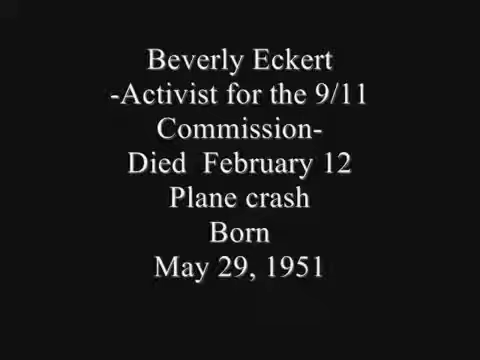 Beverly Eckert
-Activist for the 9/11
Commission-
Died  February 12
Plane crash
Born
May 29, 1951